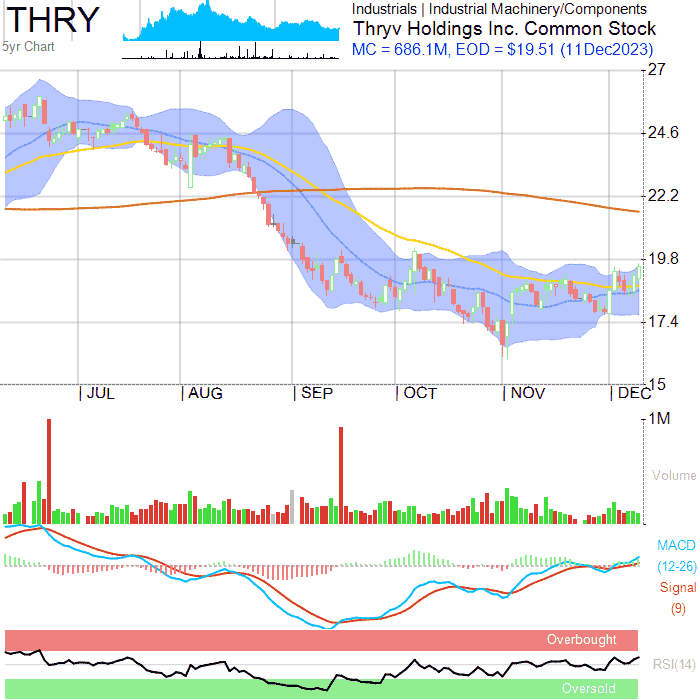 THRY
5yr Chart
Industrials | Industrial Machinery/Components
Thryv Holdings Inc. Common Stock
MC = 686.1M, EOD = $19.51 (11Dec2023)
27
24.6
22.2
19.8
17.4
15
| JUL | AUG | SEP | OCT | NOV | DEC
1M
Volume
MACD
(12-26)
Signal
(9)
Overbought
RSI(14)
Oversold